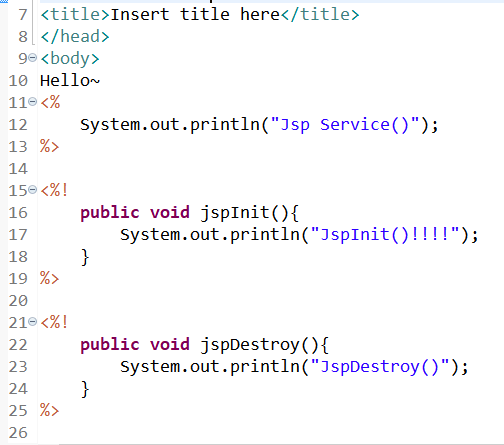 7 <title>Insert title here</title>
8 </head>
9 <body>
10 Hello~
11 <%
12     System.out.println("Jsp Service()");
13 %>
14
15 <%!
16     public void jspInit(){
17         System.out.println("JspInit()!!!!");
18     }
19 %>
20
21 <%!
22     public void jspDestroy(){
23         System.out.println("JspDestroy()");
24     }
25 %>
26